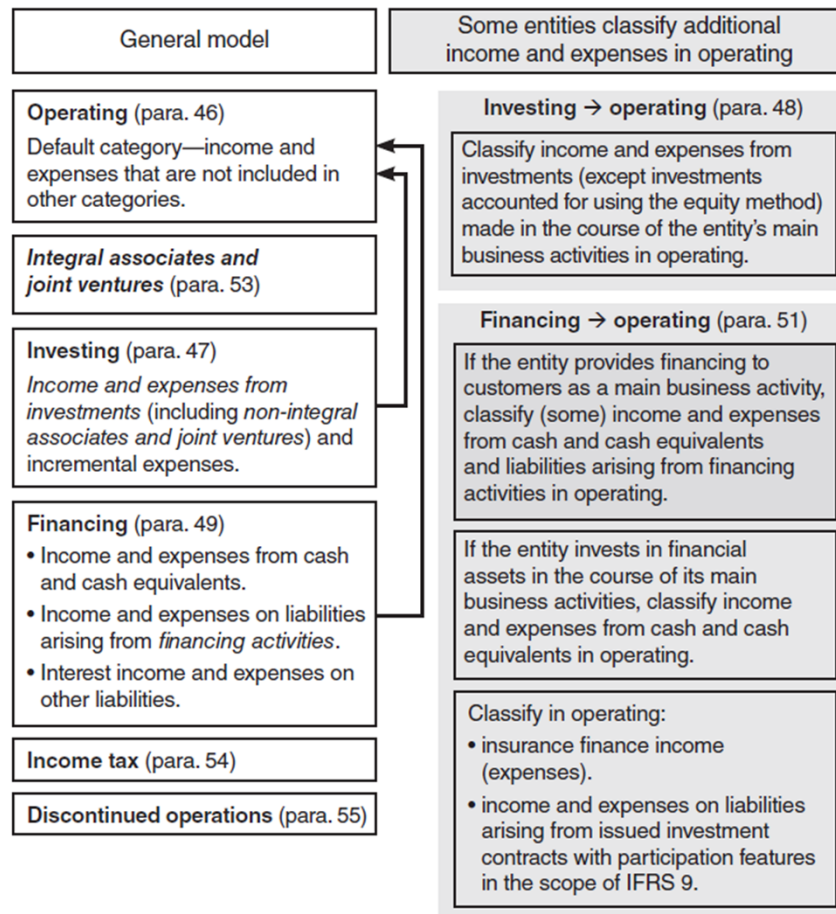 General model
Some entities classify additional
income and expenses in operating
Operating (para. 46)
Default category—income and
expenses that are not included in
other categories.
Integral associates and
joint ventures (para. 53)
Investing (para. 47)
Income and expenses from
investments (including non-integral
associates and joint ventures) and
incremental expenses.
Financing (para. 49)
• Income and expenses from cash
and cash equivalents.
• Income and expenses on liabilities
arising from financing activities.
• Interest income and expenses on
other liabilities.
Income tax (para. 54)
Discontinued operations (para. 55)
Investing → operating (para. 48)
Classify income and expenses from
investments (except investments
accounted for using the equity method)
made in the course of the entity's main
business activities in operating.
Financing → operating (para. 51)
If the entity provides financing to
customers as a main business activity,
classify (some) income and expenses
from cash and cash equivalents
and liabilities arising from financing
activities in operating.
If the entity invests in financial
assets in the course of its main
business activities, classify income
and expenses from cash and cash
equivalents in operating.
Classify in operating:
• insurance finance income
(expenses).
• income and expenses on liabilities
arising from issued investment
contracts with participation features
in the scope of IFRS 9.